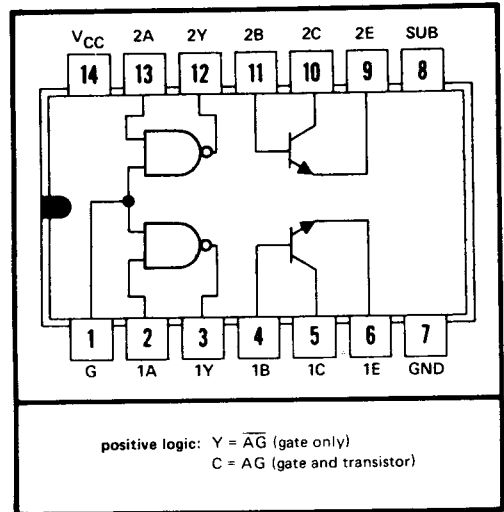 VCC 2A 2Y 2B 2C 2E SUB
14 13 12 11 10 9 8
1 2 3 4 5 6 7
G 1A 1Y 1B 1C 1E GND
positive logic: Y = A̅G̅ (gate only)
C = AG (gate and transistor)